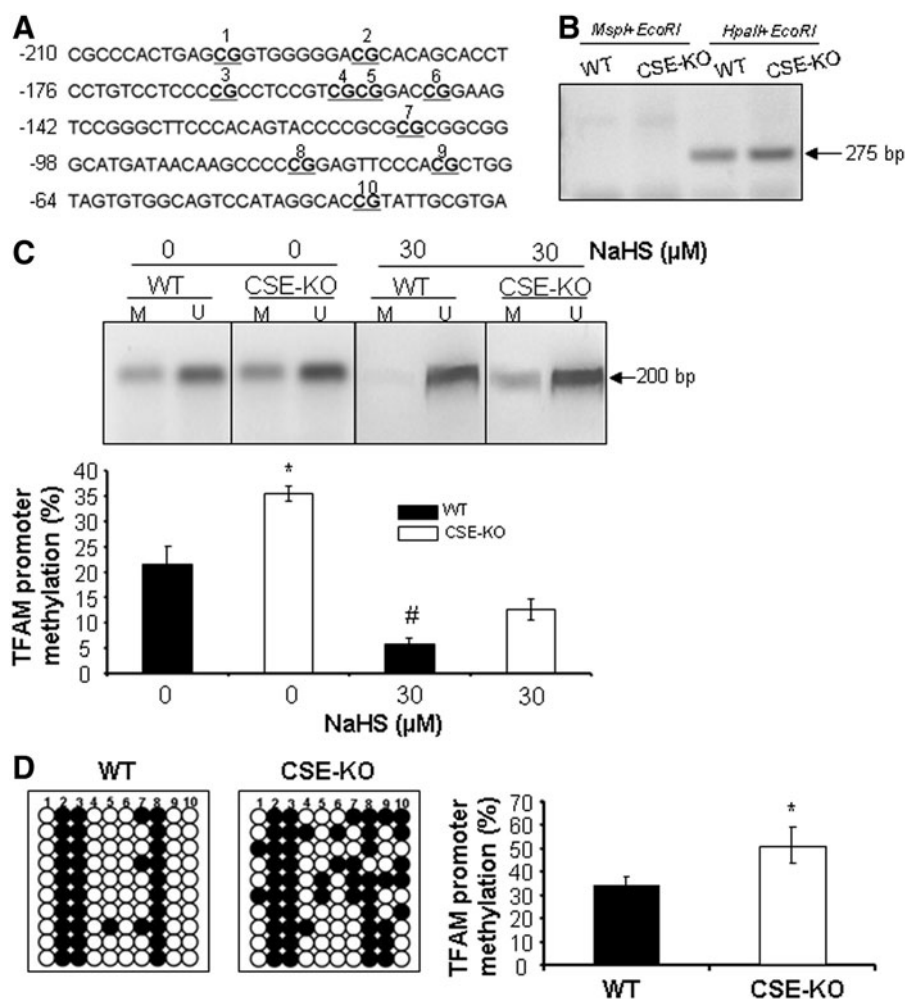 A
1 2
-210 CGCCCACTGAGCGGTGGGGGACGCACAGCACCT
3 4 5 6
-176 CCTGTCCTCCCCGCCTCCGTCGCGGACCGGAAG
7
-142 TCCGGGCTTCCCACAGTACCCCGCGCGCGGCGG
8 9
-98 GCATGATAACAAGCCCCCGGAGTTCCCACGCTGG
10
-64 TAGTGTGGCAGTCCATAGGCACCGTATTGCGTGA
B
MspI+EcoRI HpaII+EcoRI
WT CSE-KO WT CSE-KO
275 bp
C
0 0 30 30 NaHS (µM)
WT CSE-KO WT CSE-KO
M U M U M U M U
200 bp
TFAM promoter
methylation (%)
40
35
30
25
20
15
10
5
0
*
#
WT
CSE-KO
0 0 30 30
NaHS (µM)
D
WT CSE-KO
1 2 3 4 5 6 7 8 9 10 1 2 3 4 5 6 7 8 9 10
TFAM promoter
methylation (%)
70
60
50
40
30
20
10
0
*
WT CSE-KO